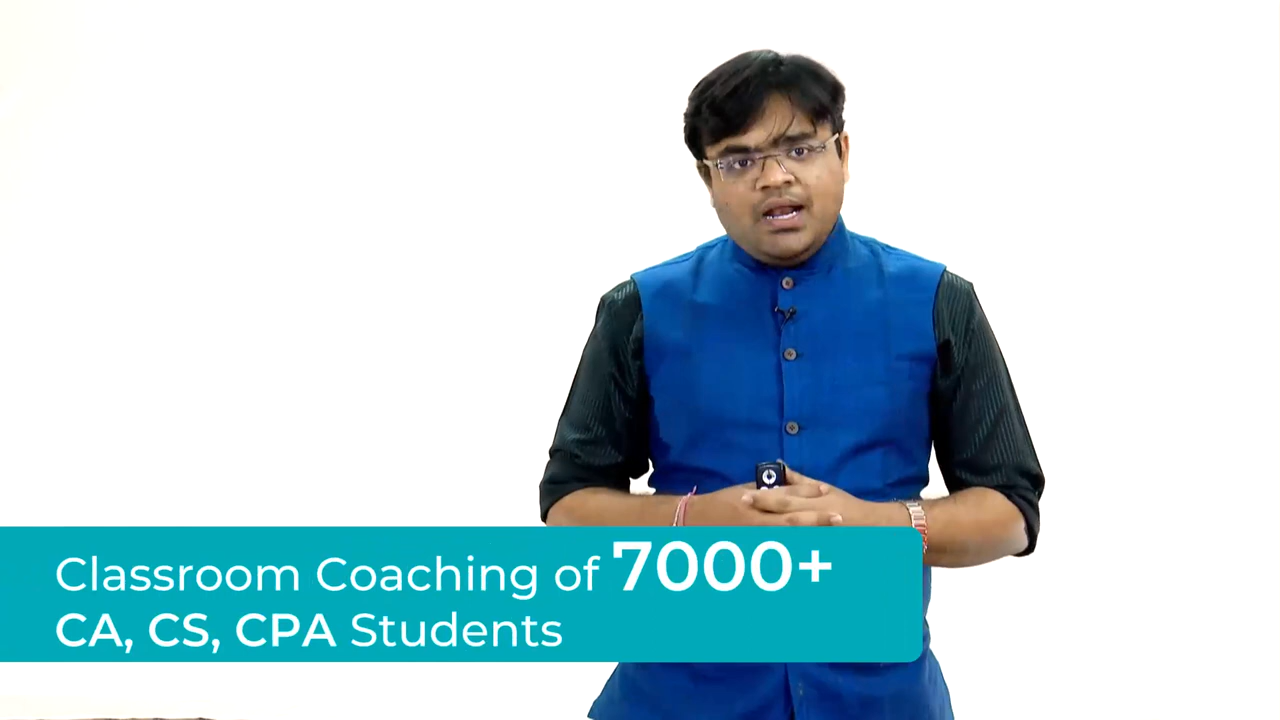 Classroom Coaching of 7000+
CA, CS, CPA Students